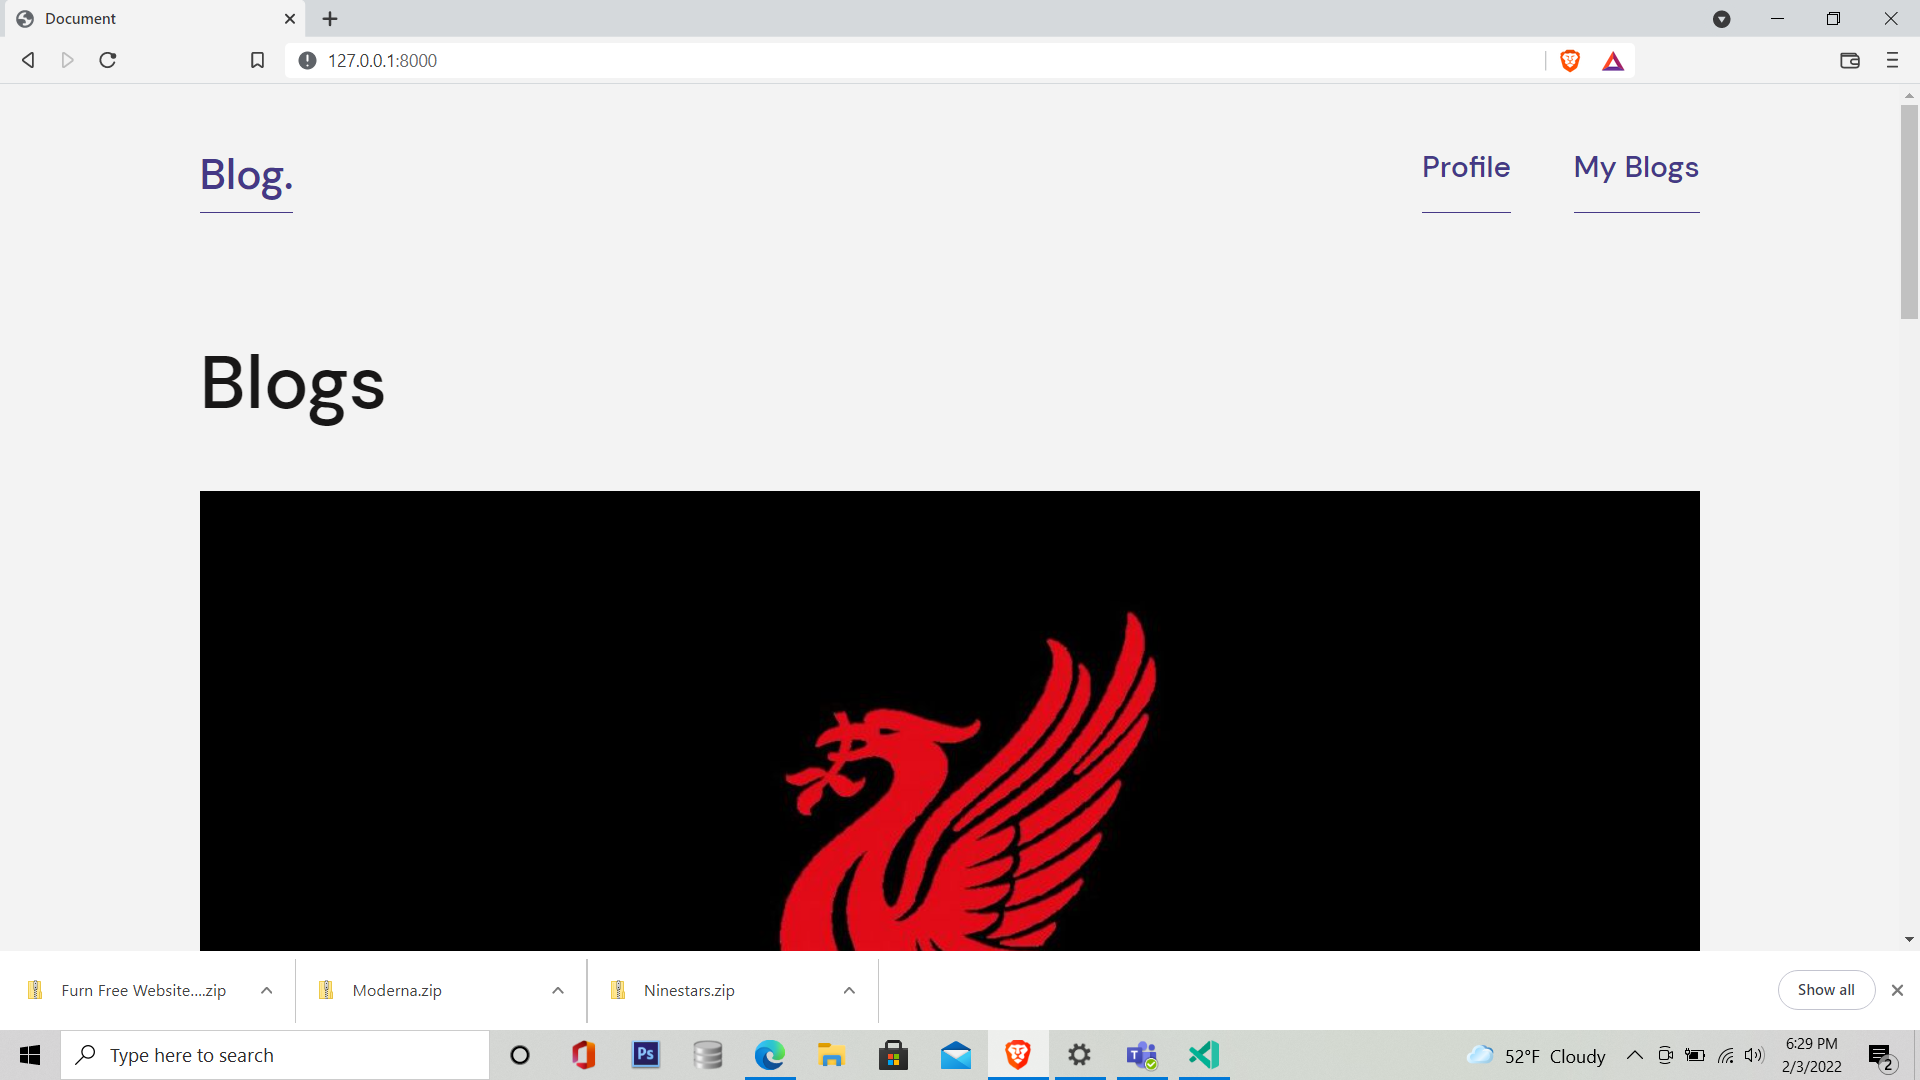 Document
127.0.0.1:8000
Blog.
Profile
My Blogs
Blogs
Furn Free Website....zip
Moderna.zip
Ninestars.zip
Show all
Type here to search
Ps
52°F Cloudy
6:29 PM
2/3/2022
2